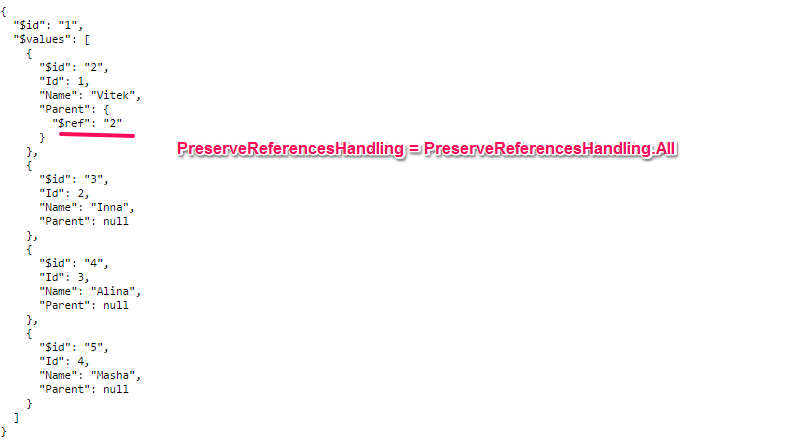 {
  "$id": "1",
  "$values": [
    {
      "$id": "2",
      "Id": 1,
      "Name": "Vitek",
      "Parent": {
        "$ref": "2"
      }
    },
PreserveReferencesHandling = PreserveReferencesHandling.All
    {
      "$id": "3",
      "Id": 2,
      "Name": "Inna",
      "Parent": null
    },
    {
      "$id": "4",
      "Id": 3,
      "Name": "Alina",
      "Parent": null
    },
    {
      "$id": "5",
      "Id": 4,
      "Name": "Masha",
      "Parent": null
    }
  ]
}